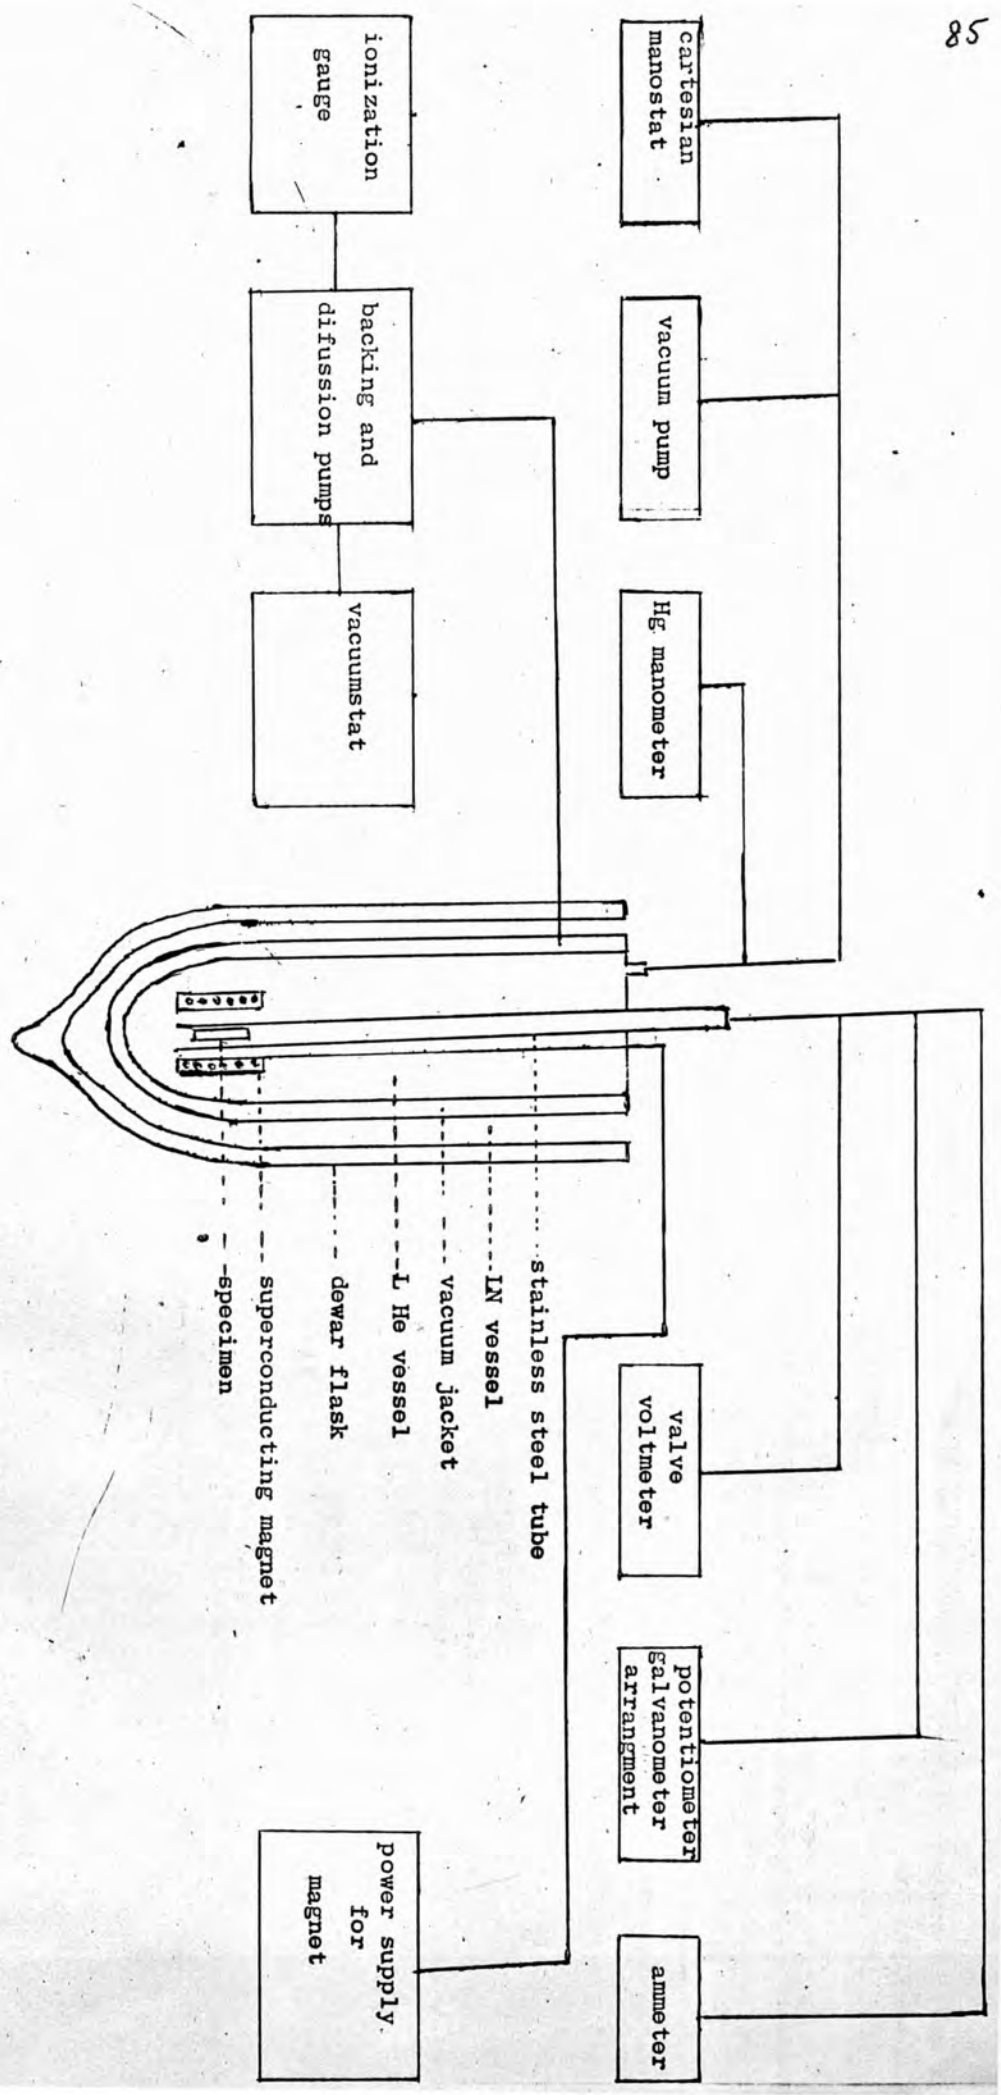 85
cartesian
manostat
vacuum pump
Hg. manometer
valve
voltmeter
potentiometer
galvanometer
arrangment
ammeter
ionization
gauge
backing and
difussion pumps
vacuumstat
stainless steel tube
LN vessel
vacuum jacket
L He vessel
dewar flask
superconducting magnet
specimen
power supply
for
magnet